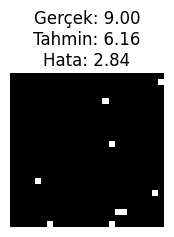 Gerçek: 9.00
Tahmin: 6.16
Hata: 2.84